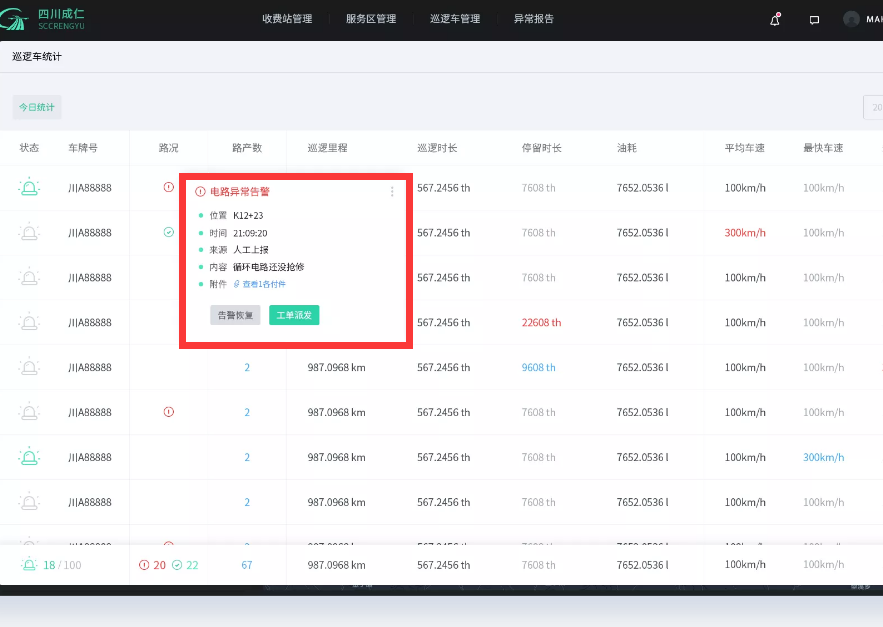 四川成仁
SCCRENGYU
收费站管理 服务区管理 巡逻车管理 异常报告
巡逻车统计
今日统计 20
状态 车牌号 路况 路产数 巡逻里程 巡逻时长 停留时长 油耗 平均车速 最快车速
川A88888 567.2456 th 7608 th 7652.0536 l 100km/h 100km/h
川A88888 567.2456 th 7608 th 7652.0536 l 300km/h 100km/h
川A88888 567.2456 th 7608 th 7652.0536 l 100km/h 100km/h
川A88888 567.2456 th 22608 th 7652.0536 l 100km/h 100km/h
电路异常告警
位置 K12+23
时间 21:09:20
来源 人工上报
内容 循环电路还没抢修
附件 查看1各付件
告警恢复 工单派发
川A88888 2 987.0968 km 567.2456 th 9608 th 7652.0536 l 100km/h 100km/h
川A88888 2 987.0968 km 567.2456 th 7608 th 7652.0536 l 100km/h 100km/h
川A88888 2 987.0968 km 567.2456 th 7608 th 7652.0536 l 100km/h 300km/h
川A88888 2 987.0968 km 567.2456 th 7608 th 7652.0536 l 100km/h 100km/h
18 / 100 20 22 67 987.0968 km 567.2456 th 7608 th 7652.0536 l 100km/h 100km/h